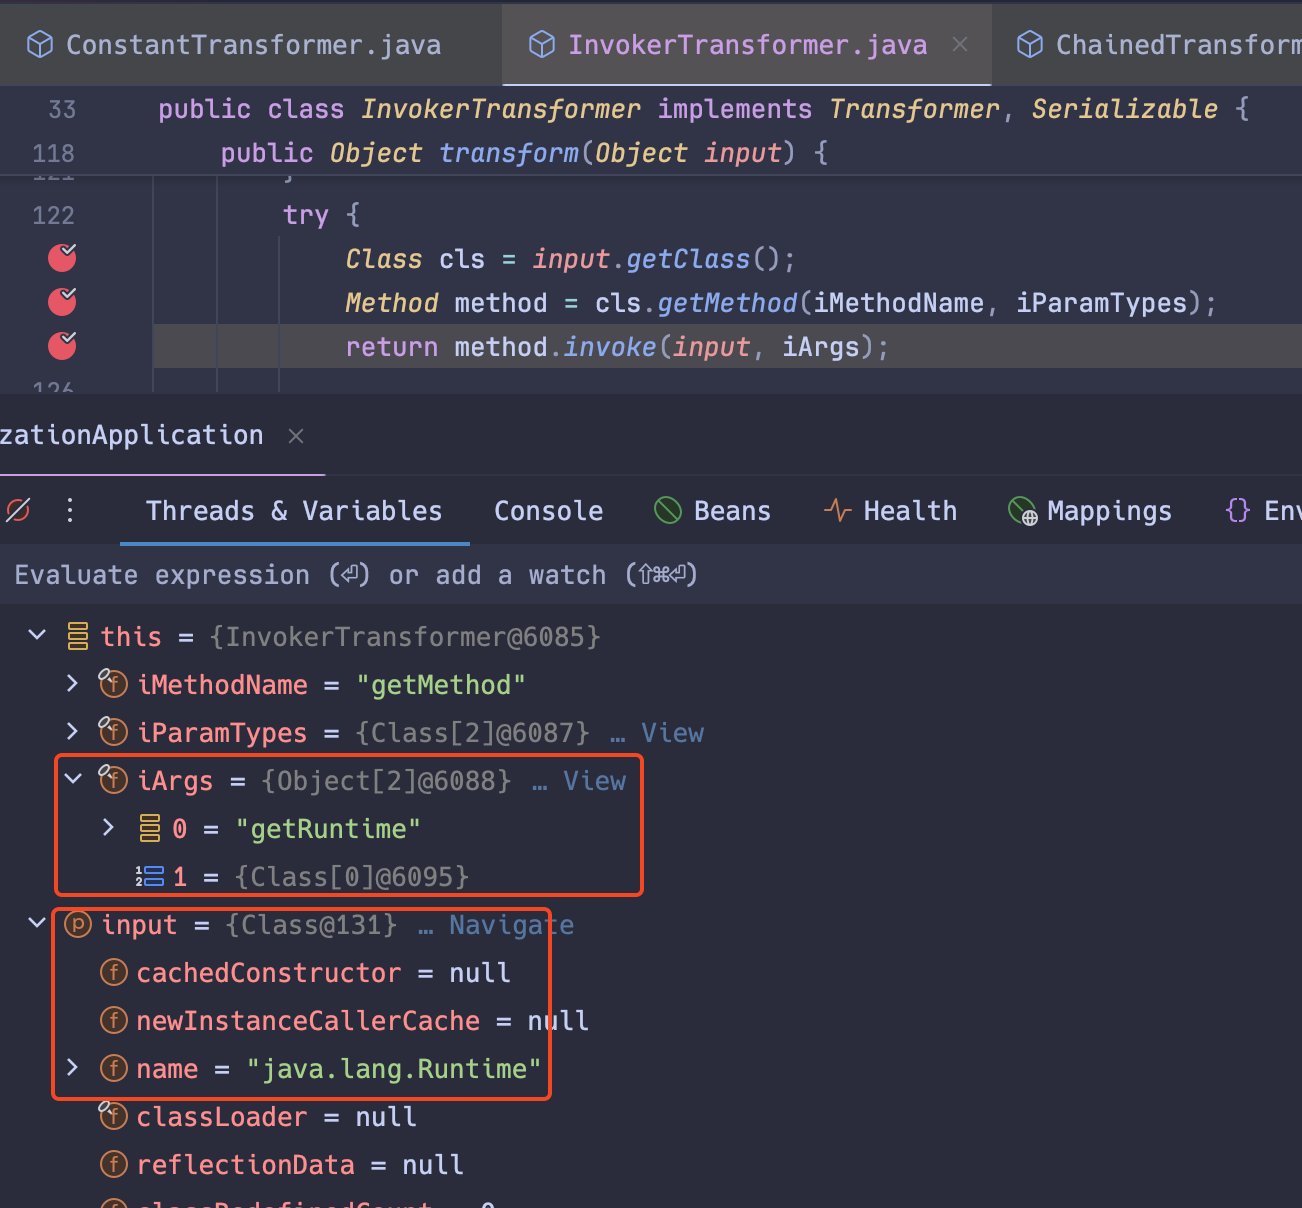 ConstantTransformer.java InvokerTransformer.java × ChainedTransform
33 public class InvokerTransformer implements Transformer, Serializable {
118 public Object transform(Object input) {
121 }
122 try {
Class cls = input.getClass();
Method method = cls.getMethod(iMethodName, iParamTypes);
return method.invoke(input, iArgs);
126
zationApplication ×
Threads & Variables Console Beans Health Mappings {} Env
Evaluate expression (⏎) or add a watch (⇧⌘⏎)
this = {InvokerTransformer@6085}
f iMethodName = "getMethod"
f iParamTypes = {Class[2]@6087} … View
f iArgs = {Object[2]@6088} … View
0 = "getRuntime"
1 = {Class[0]@6095}
p input = {Class@131} … Navigate
f cachedConstructor = null
f newInstanceCallerCache = null
f name = "java.lang.Runtime"
f classLoader = null
f reflectionData = null
f classRedefinedCount = 0